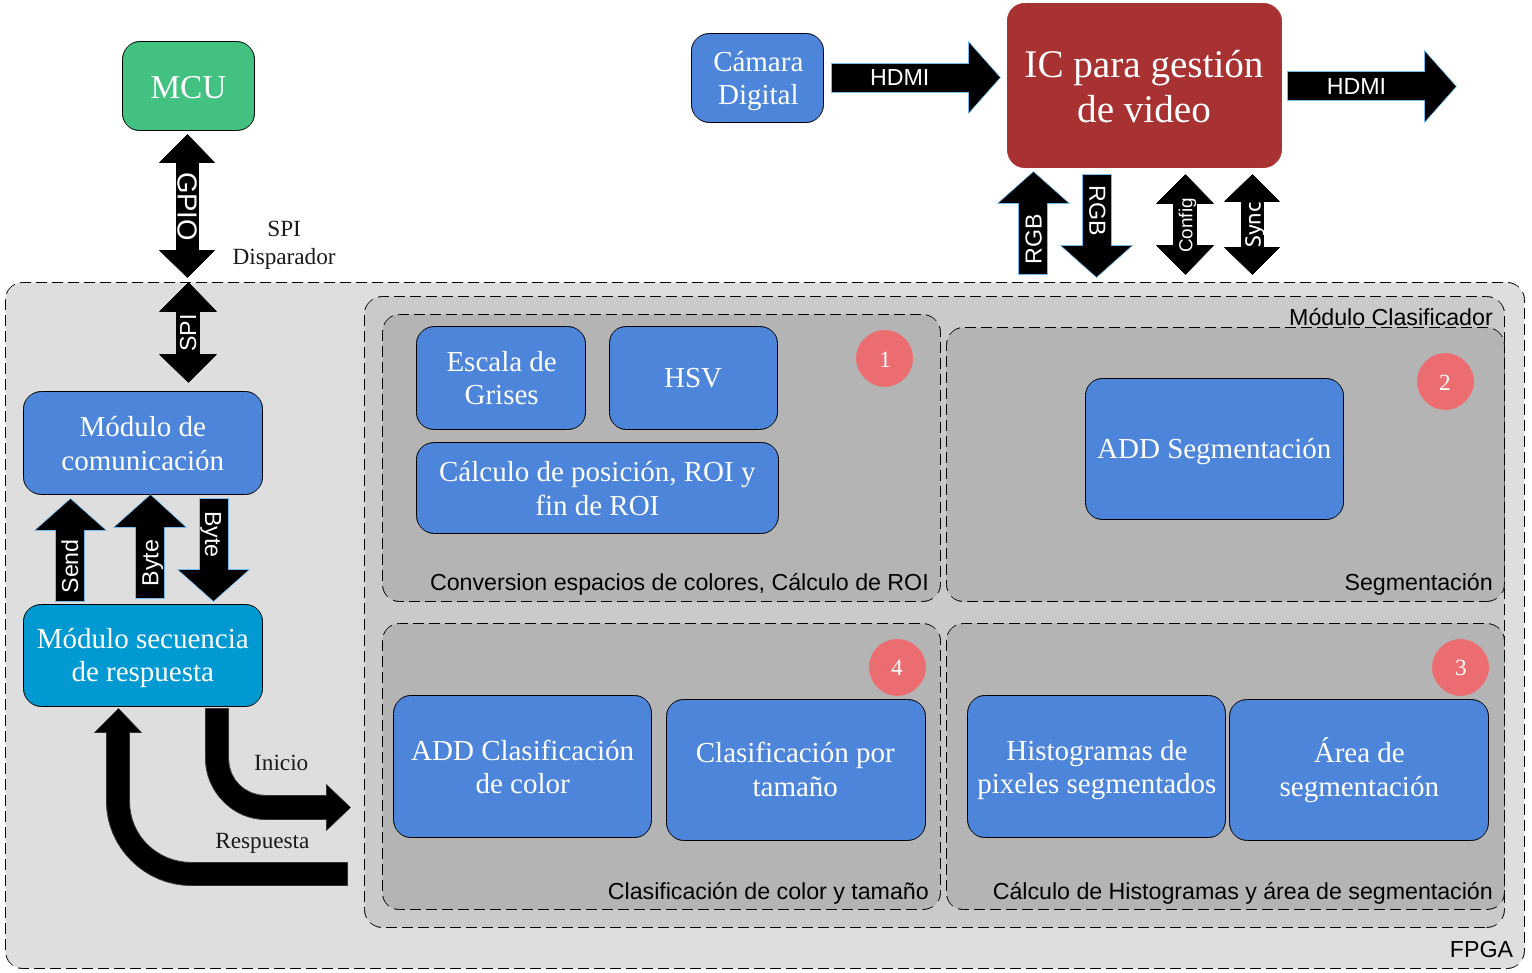 MCU
Cámara
Digital
HDMI
IC para gestión
de video
HDMI
GPIO
SPI
Disparador
RGB
RGB
Config
Sync
SPI
Módulo Clasificador
Escala de
Grises
HSV
1
2
Cálculo de posición, ROI y
fin de ROI
ADD Segmentación
Conversion espacios de colores, Cálculo de ROI
Segmentación
Módulo de
comunicación
Send
Byte
Byte
Módulo secuencia
de respuesta
Inicio
Respuesta
4
3
ADD Clasificación
de color
Clasificación por
tamaño
Histogramas de
pixeles segmentados
Área de
segmentación
Clasificación de color y tamaño
Cálculo de Histogramas y área de segmentación
FPGA